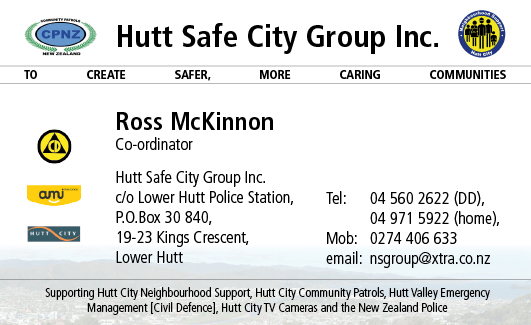 COMMUNITY PATROLS
CPNZ
NEW ZEALAND
Hutt Safe City Group Inc.
Neighbourhood Support
Hutt City
TO CREATE SAFER, MORE CARING COMMUNITIES
Ross McKinnon
Co-ordinator
CD
Hutt Safe City Group Inc.
c/o Lower Hutt Police Station,
P.O.Box 30 840,
19-23 Kings Crescent,
Lower Hutt
HUTT CITY
Tel: 04 560 2622 (DD),
04 971 5922 (home),
Mob: 0274 406 633
email: nsgroup@xtra.co.nz
Supporting Hutt City Neighbourhood Support, Hutt City Community Patrols, Hutt Valley Emergency
Management [Civil Defence], Hutt City TV Cameras and the New Zealand Police